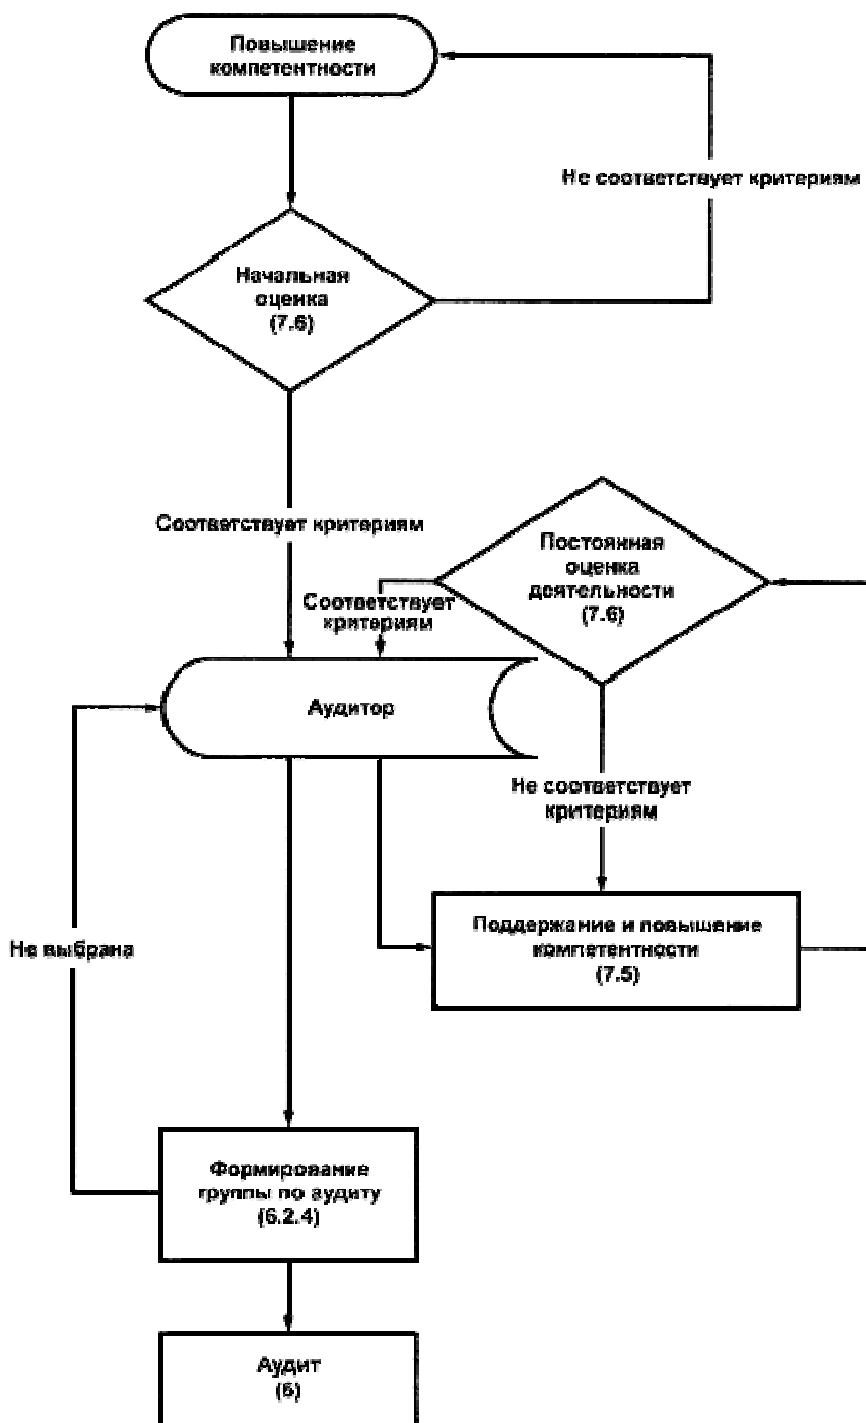 Повышение
компетентности
Не соответствует критериям
Начальная
оценка
(7.6)
Соответствует критериям
Постоянная
оценка
деятельности
(7.6)
Соответствует
критериям
Аудитор
Не соответствует
критериям
Поддержание и повышение
компетентности
(7.5)
Не выбрана
Формирование
группы по аудиту
(6.2.4)
Аудит
(6)